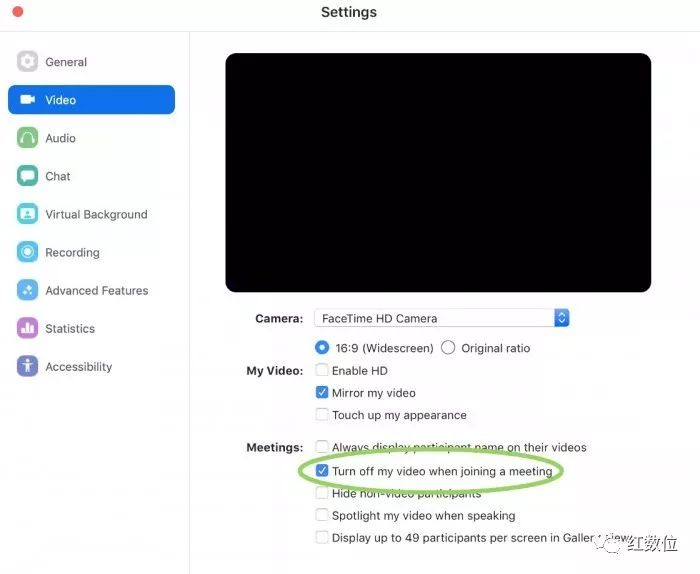 Settings
General
Video
Audio
Chat
Virtual Background
Recording
Advanced Features
Statistics
Accessibility
Camera: FaceTime HD Camera
16:9 (Widescreen) Original ratio
My Video: Enable HD
Mirror my video
Touch up my appearance
Meetings: Always display participant name on their videos
Turn off my video when joining a meeting
Hide non-video participants
Spotlight my video when speaking
Display up to 49 participants per screen in Gallery View
红数位